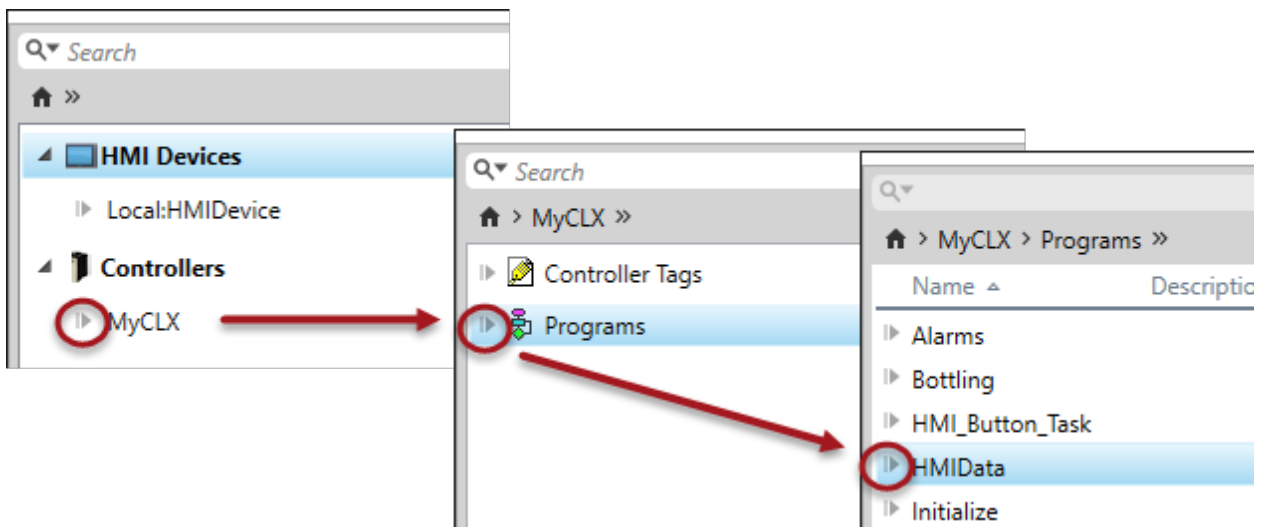 Search
»
HMI Devices
Local:HMIDevice
Controllers
MyCLX
Search
> MyCLX »
Controller Tags
Programs
> MyCLX > Programs »
Name Descriptio
Alarms
Bottling
HMI_Button_Task
HMIData
Initialize